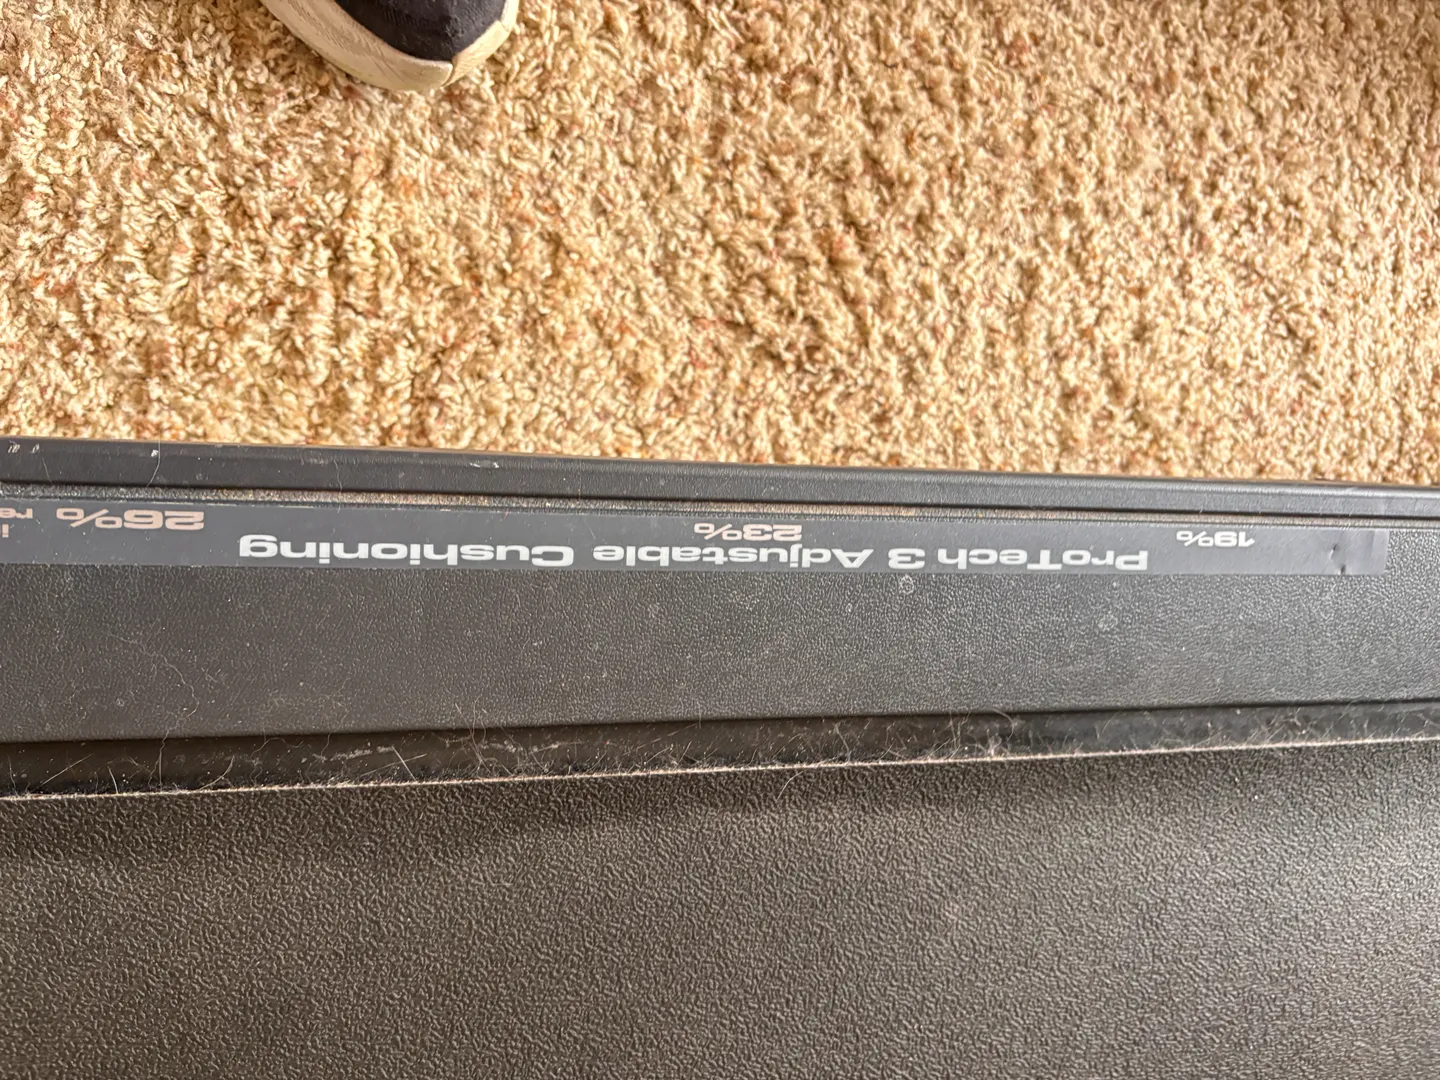 ProTech 3 Adjustable Cushioning
19% 23% 26%